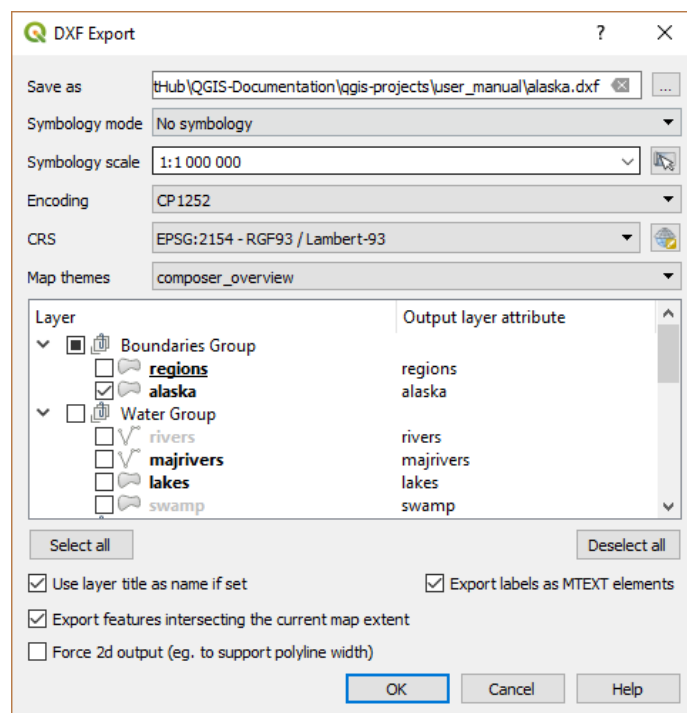 DXF Export
?
Save as
tHub\QGIS-Documentation\qgis-projects\user_manual\alaska.dxf
...
Symbology mode No symbology
Symbology scale 1:1 000 000
Encoding CP1252
CRS EPSG:2154 - RGF93 / Lambert-93
Map themes composer_overview
Layer Output layer attribute
Boundaries Group
regions regions
alaska alaska
Water Group
rivers rivers
majrivers majrivers
lakes lakes
swamp swamp
Select all Deselect all
Use layer title as name if set Export labels as MTEXT elements
Export features intersecting the current map extent
Force 2d output (eg. to support polyline width)
OK Cancel Help